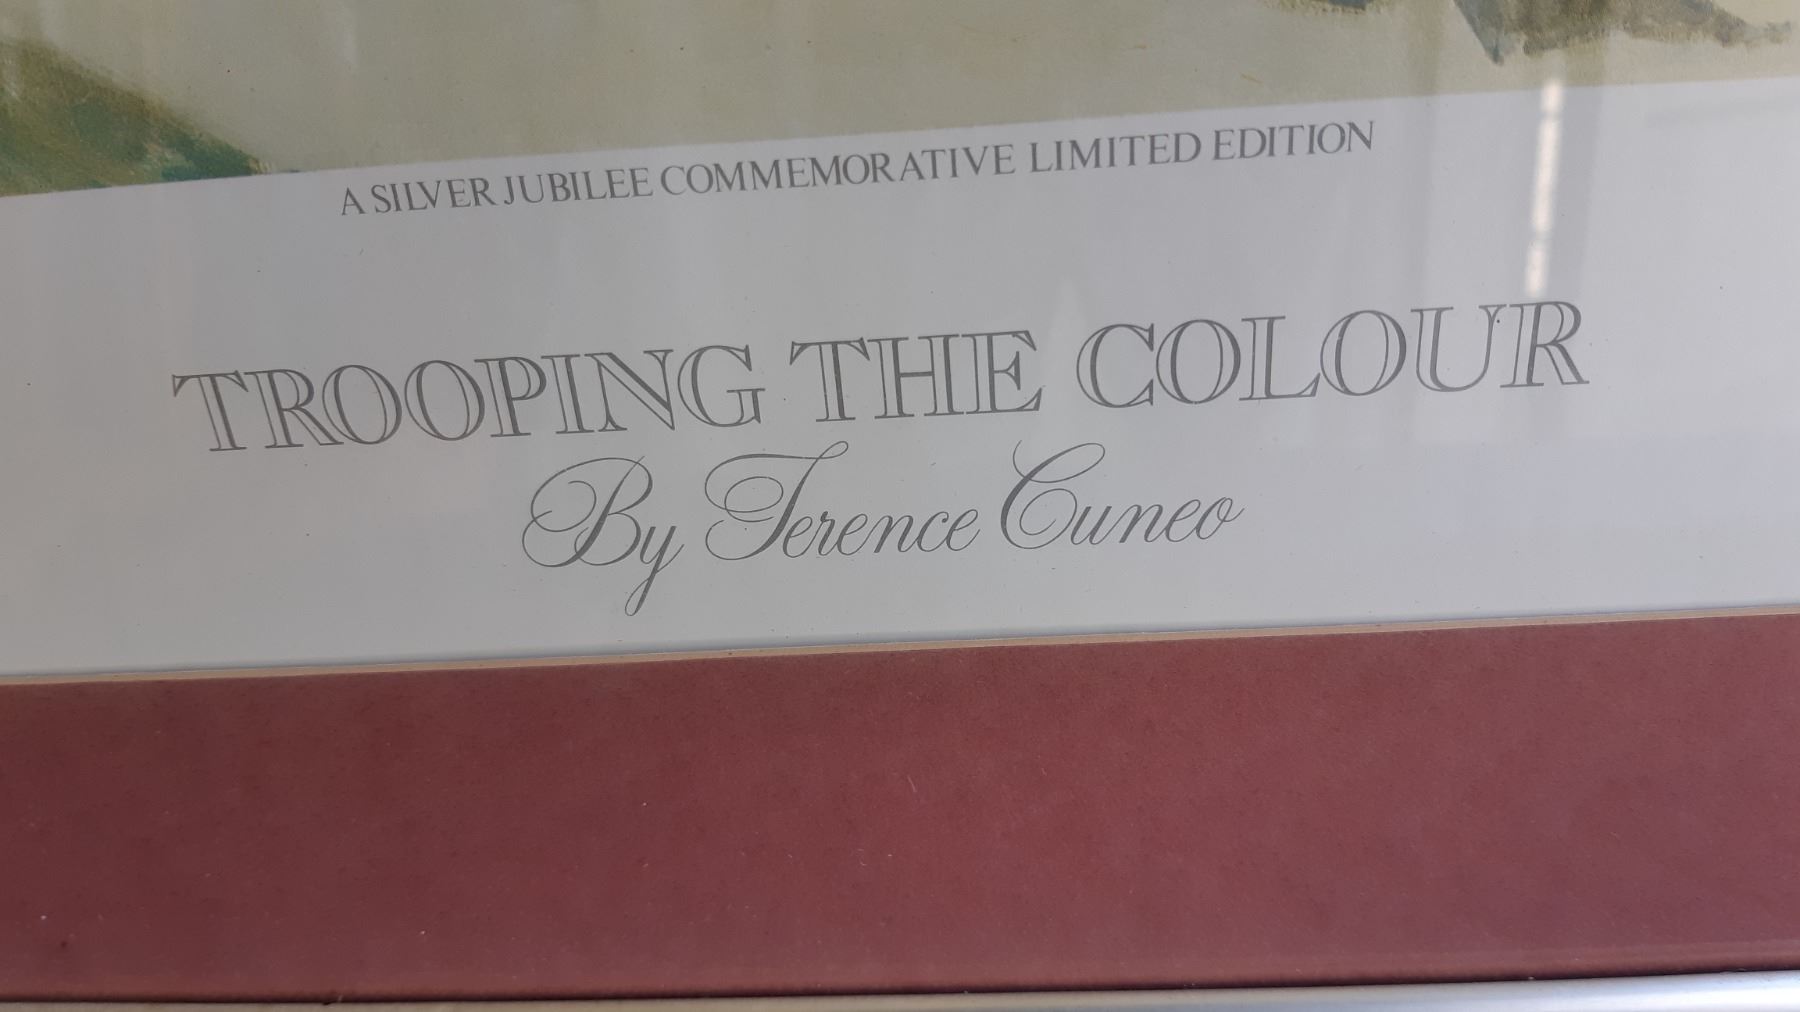 A SILVER JUBILEE COMMEMORATIVE LIMITED EDITION
TROOPING THE COLOUR
By Terence Cuneo